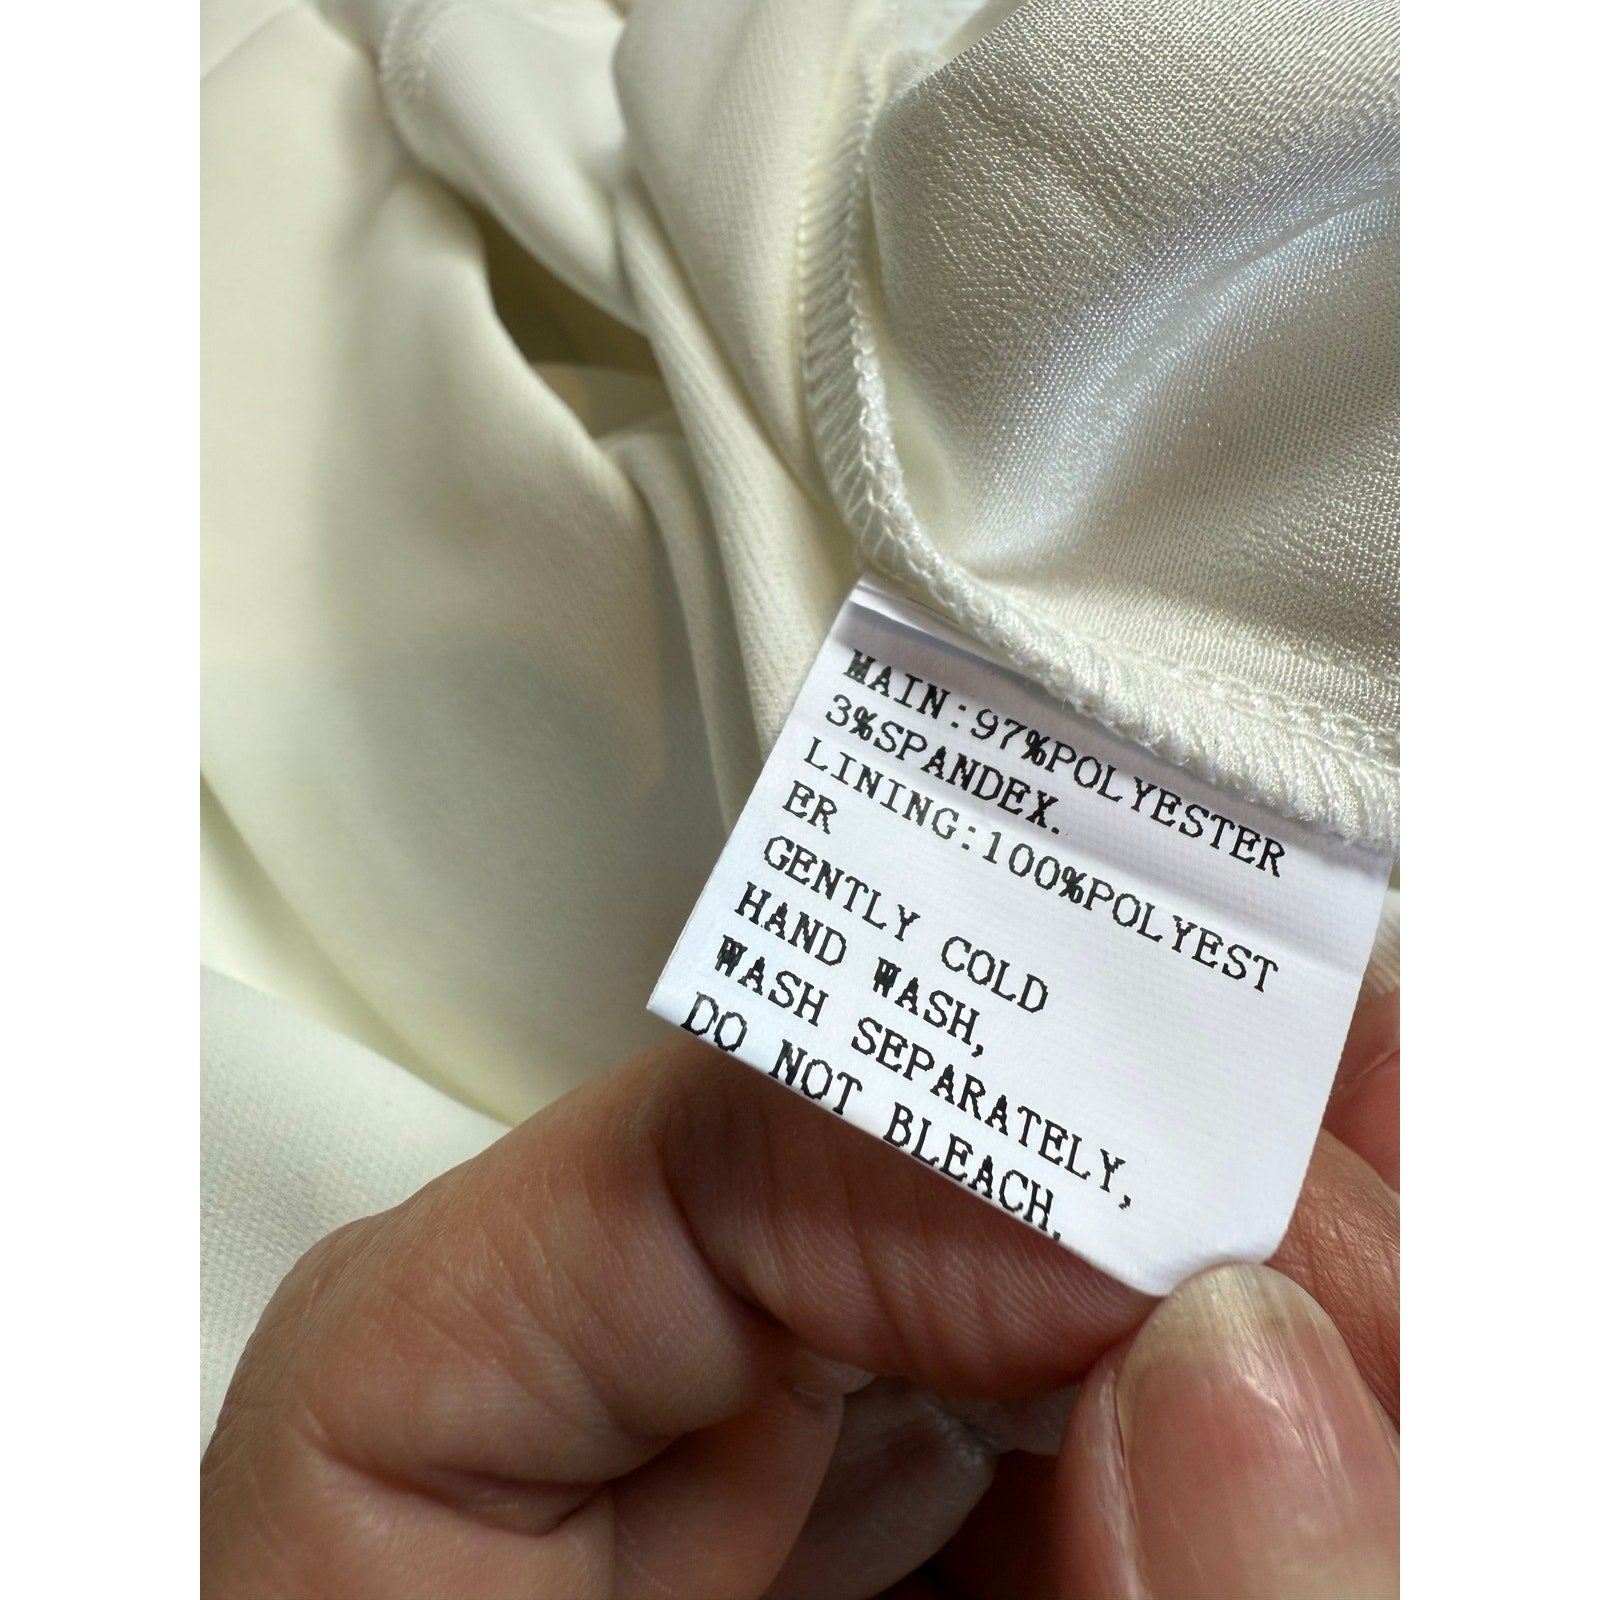 MAIN:97%POLYESTER
3%SPANDEX.
LINING:100%POLYEST
ER
GENTLY COLD
HAND WASH,
WASH SEPARATELY,
DO NOT BLEACH,